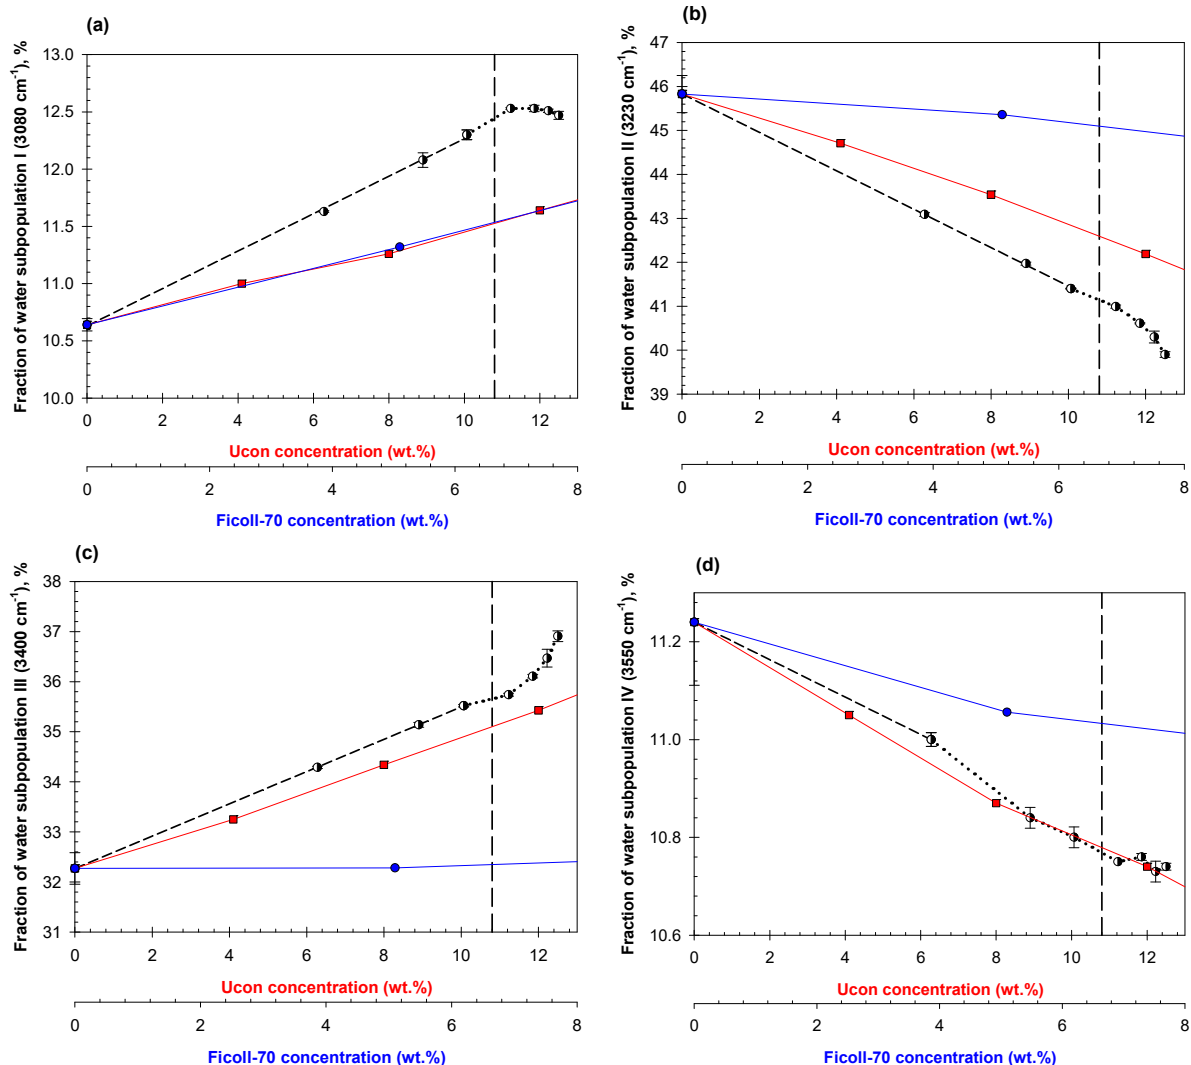 (a)
Fraction of water subpopulation I (3080 cm⁻¹), %
13.0
12.5
12.0
11.5
11.0
10.5
10.0
0 2 4 6 8 10 12
Ucon concentration (wt.%)
0 2 4 6 8
Ficoll-70 concentration (wt.%)
(b)
Fraction of water subpopulation II (3230 cm⁻¹), %
47
46
45
44
43
42
41
40
39
0 2 4 6 8 10 12
Ucon concentration (wt.%)
0 2 4 6 8
Ficoll-70 concentration (wt.%)
(c)
Fraction of water subpopulation III (3400 cm⁻¹), %
38
37
36
35
34
33
32
31
0 2 4 6 8 10 12
Ucon concentration (wt.%)
0 2 4 6 8
Ficoll-70 concentration (wt.%)
(d)
Fraction of water subpopulation IV (3550 cm⁻¹), %
11.2
11.0
10.8
10.6
0 2 4 6 8 10 12
Ucon concentration (wt.%)
0 2 4 6 8
Ficoll-70 concentration (wt.%)